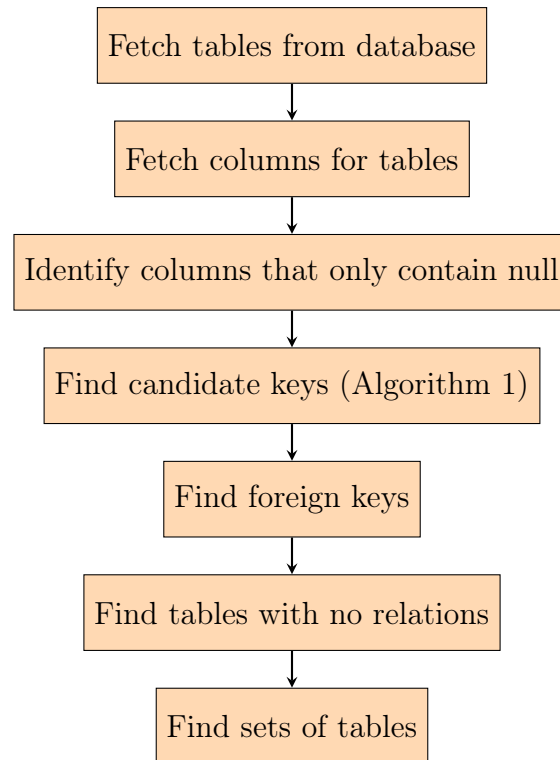 Fetch tables from database
Fetch columns for tables
Identify columns that only contain null
Find candidate keys (Algorithm 1)
Find foreign keys
Find tables with no relations
Find sets of tables